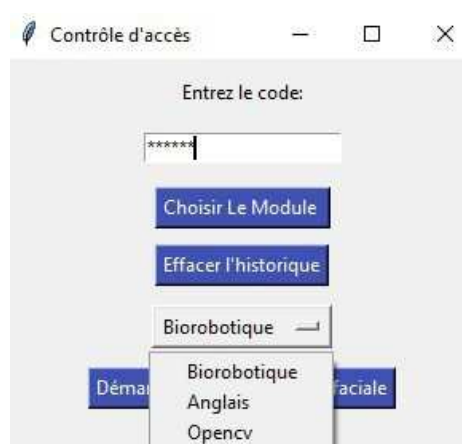 Contrôle d'accès
Entrez le code:
******
Choisir Le Module
Effacer l'historique
Biorobotique
Biorobotique
Anglais
Opencv
faciale